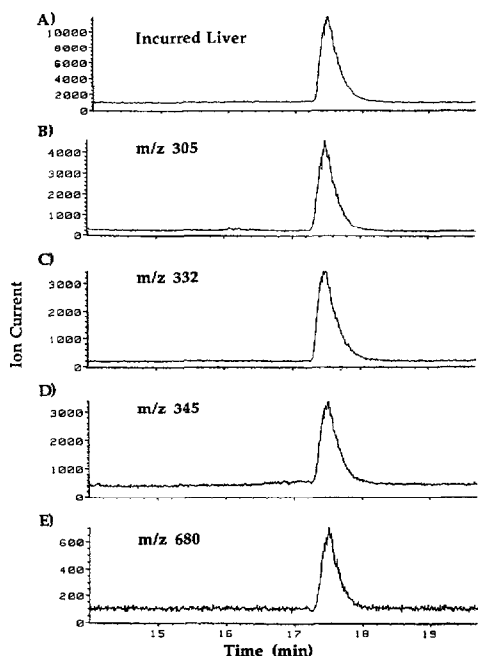 A)
Incurred Liver
10000
8000
6000
4000
2000
0
B)
m/z 305
4000
3000
2000
1000
0
C)
m/z 332
3000
2000
1000
0
Ion Current
D)
m/z 345
3000
2000
1000
0
E)
m/z 680
600
400
200
0
15 16 17 18 19
Time (min)